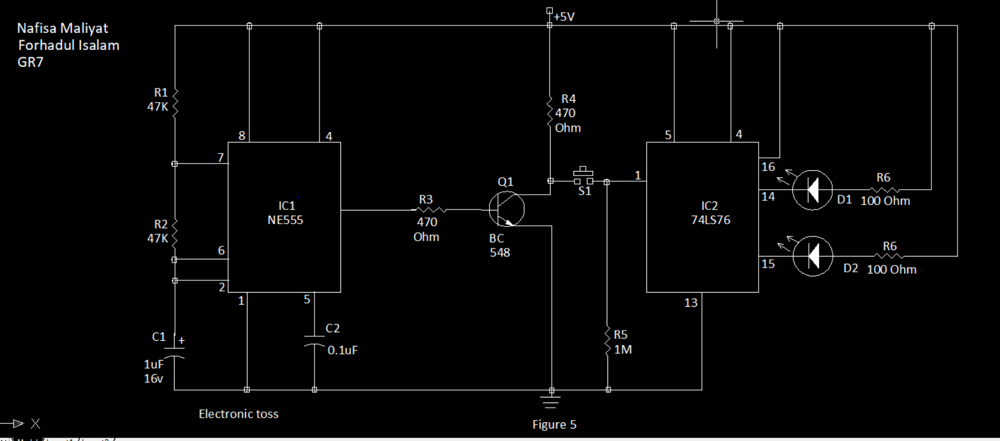 Nafisa Maliyat
Forhadul Isalam
GR7
+5V
R1
47K
R4
470
Ohm
8
4
5
4
7
16
1
R6
Q1
S1
14
D1
100 Ohm
R3
IC1
NE555
IC2
74LS76
R2
47K
470
Ohm
BC
548
6
R6
15
D2
100 Ohm
2
1
5
13
C2
0.1uF
C1
+
R5
1M
1uF
16v
Electronic toss
Figure 5
X